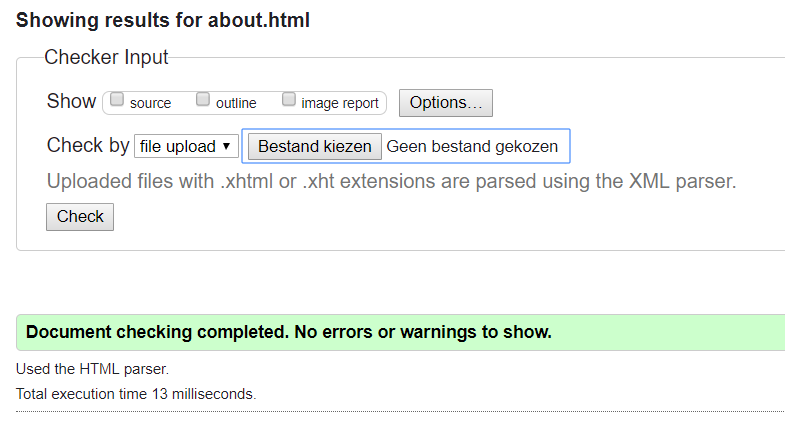 Showing results for about.html
Checker Input
Show source outline image report Options...
Check by file upload Bestand kiezen Geen bestand gekozen
Uploaded files with .xhtml or .xht extensions are parsed using the XML parser.
Check
Document checking completed. No errors or warnings to show.
Used the HTML parser.
Total execution time 13 milliseconds.